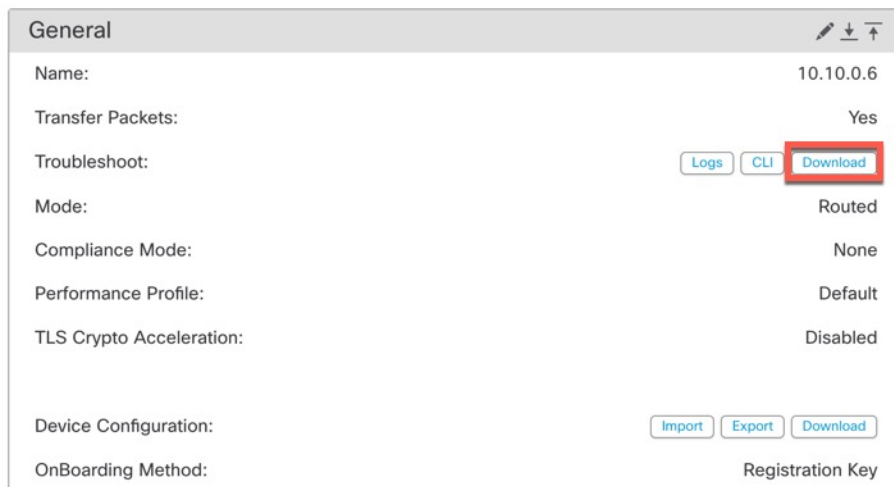 General
Name: 10.10.0.6
Transfer Packets: Yes
Troubleshoot: Logs CLI Download
Mode: Routed
Compliance Mode: None
Performance Profile: Default
TLS Crypto Acceleration: Disabled
Device Configuration: Import Export Download
OnBoarding Method: Registration Key